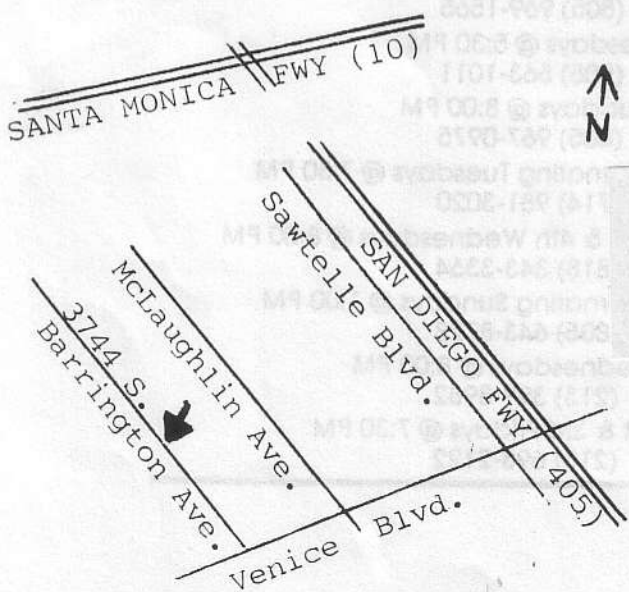 SANTA MONICA FWY (10)
N
SAN DIEGO FWY (405)
Sawtelle Blvd.
McLaughlin Ave.
3744 S.
Barrington Ave.
Venice Blvd.